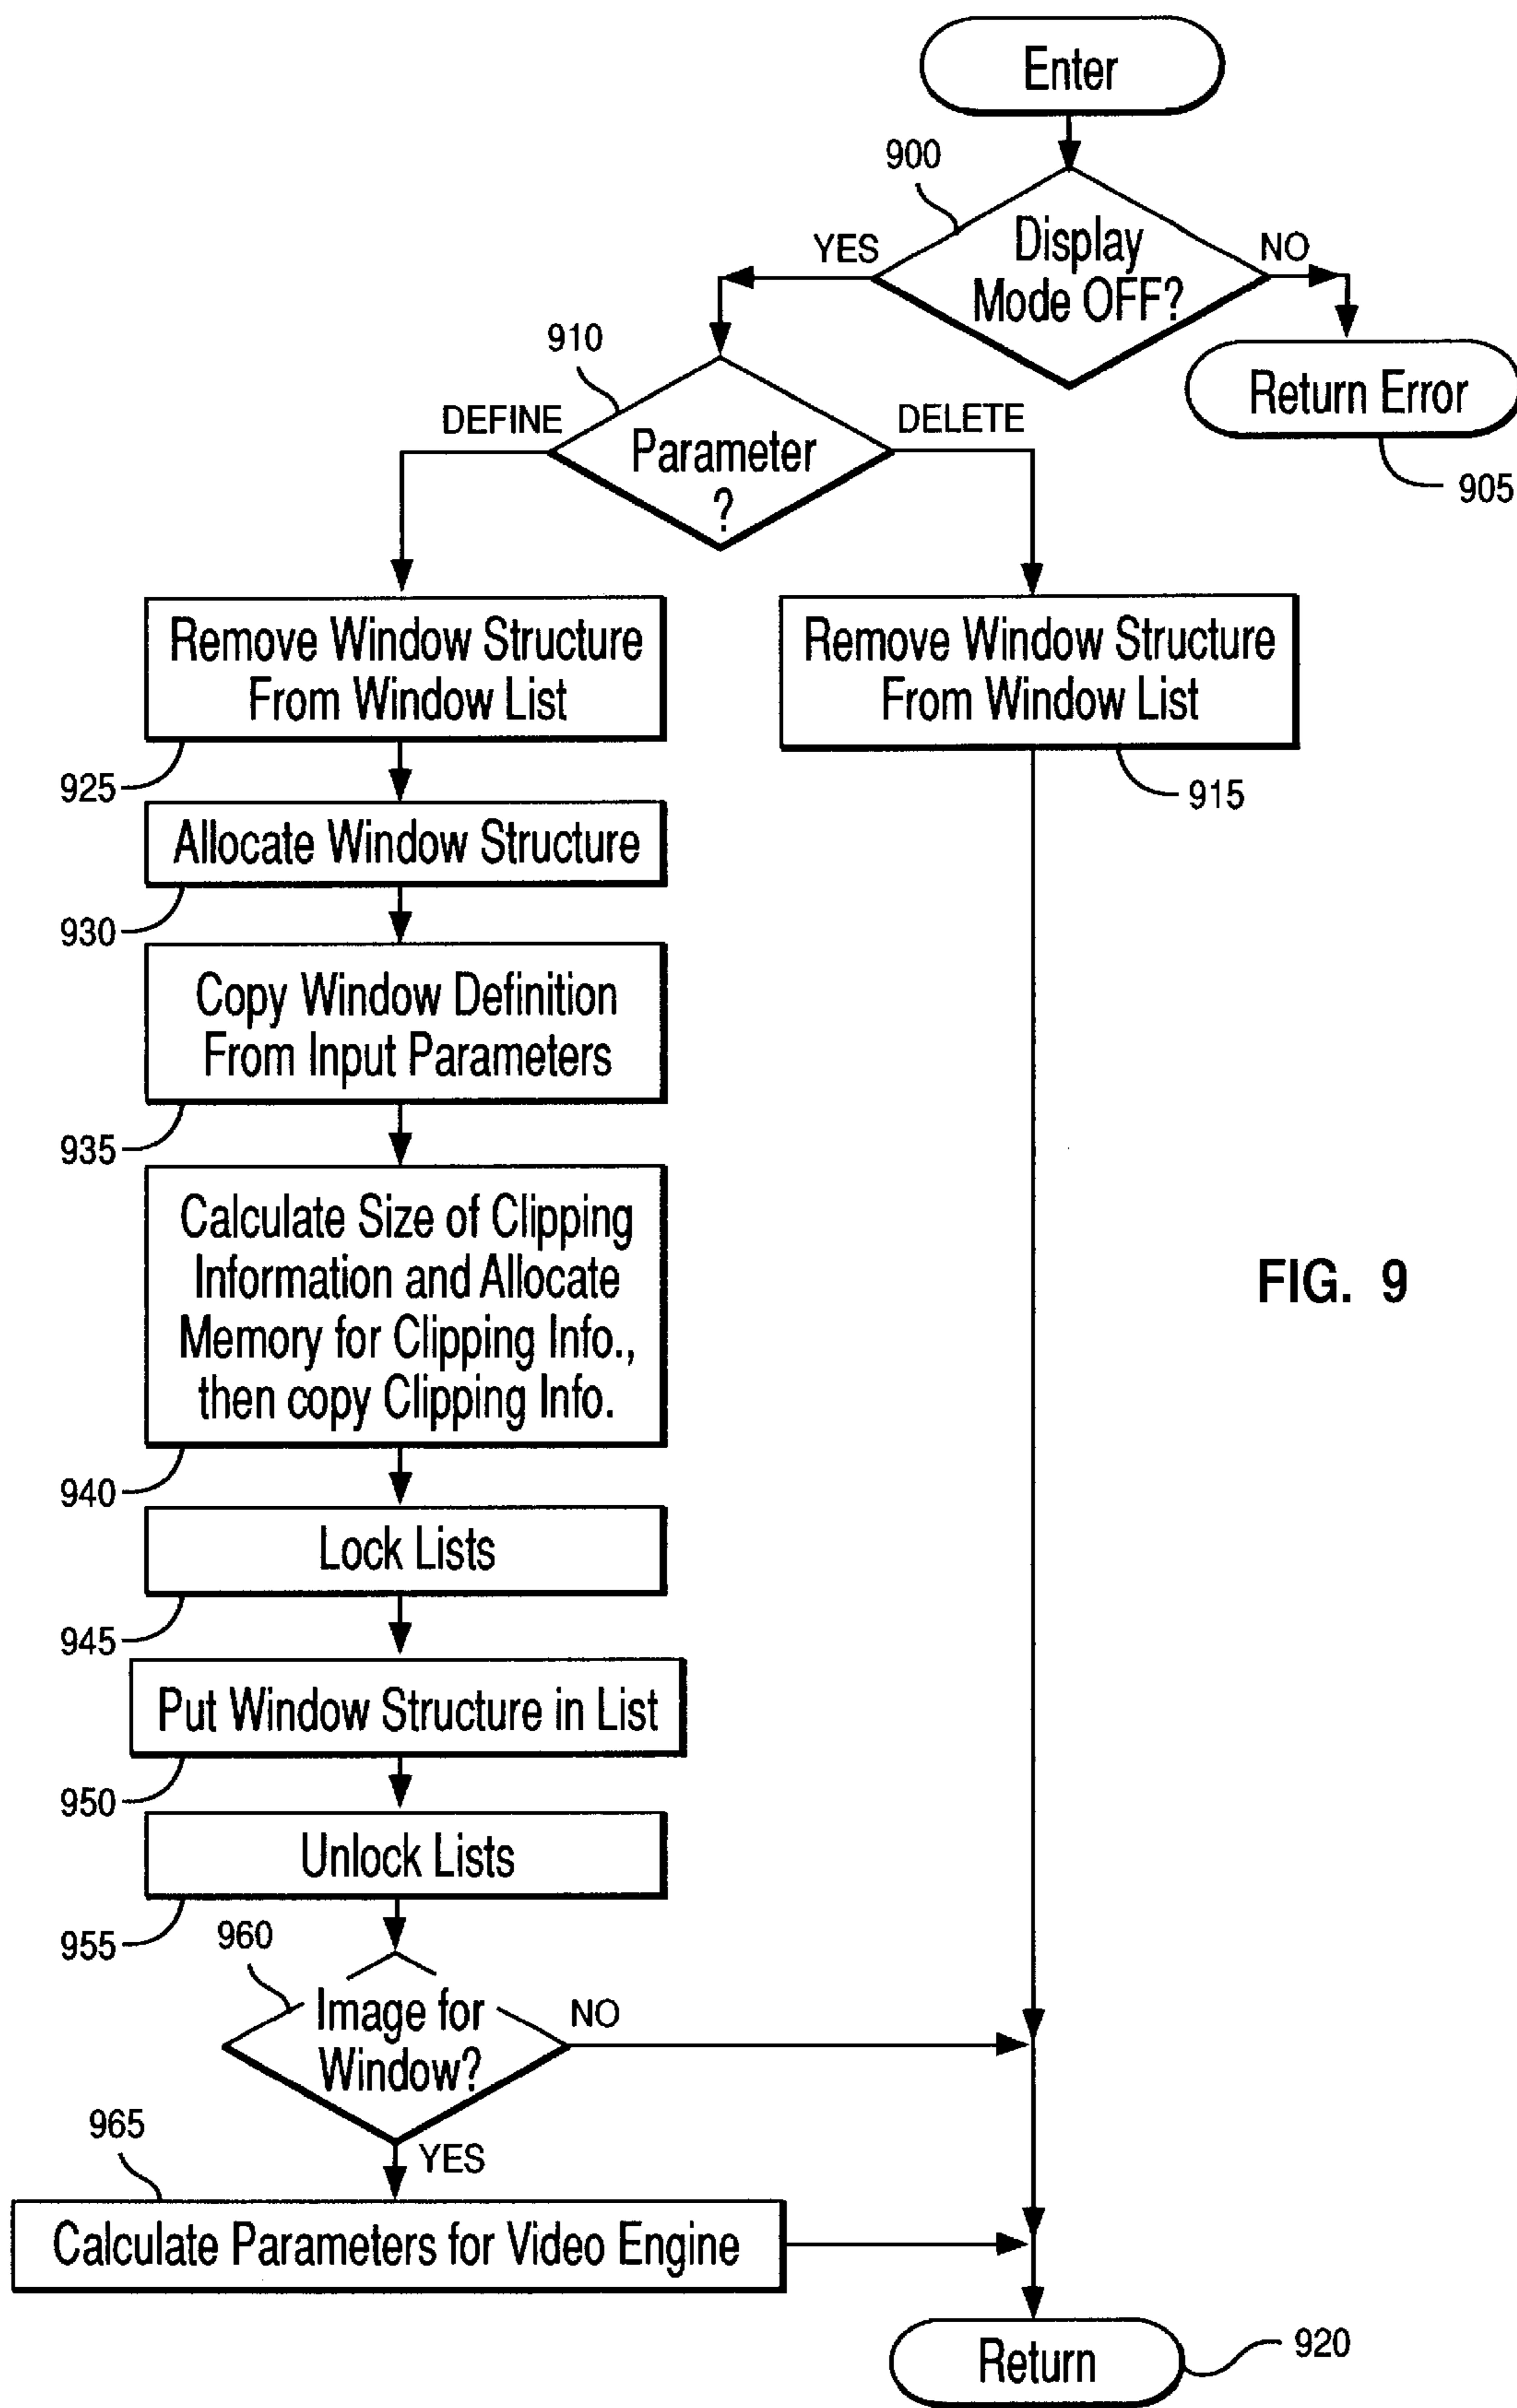 Enter
900
Display
Mode OFF?
YES
NO
Return Error
905
910
Parameter
?
DEFINE
DELETE
Remove Window Structure
From Window List
925
Remove Window Structure
From Window List
915
Allocate Window Structure
930
Copy Window Definition
From Input Parameters
935
Calculate Size of Clipping
Information and Allocate
Memory for Clipping Info.,
then copy Clipping Info.
940
FIG. 9
Lock Lists
945
Put Window Structure in List
950
Unlock Lists
955
960
Image for
Window?
NO
YES
965
Calculate Parameters for Video Engine
Return
920